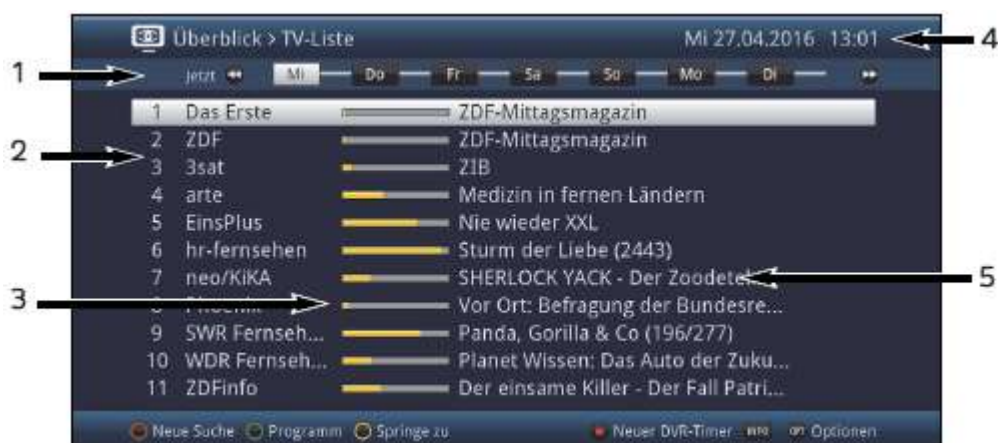 Überblick > TV-Liste Mi 27.04.2016 13:01 4
1 Jetzt Mi Do Fr Sa So Mo Di
1 Das Erste ZDF-Mittagsmagazin
2 ZDF ZDF-Mittagsmagazin
2 3 3sat ZIB
4 arte Medizin in fernen Ländern
5 EinsPlus Nie wieder XXL
6 hr-fernsehen Sturm der Liebe (2443)
7 neo/KiKA SHERLOCK YACK - Der 5
3 Vor Ort: Befragung der Bundesre...
9 SWR Fernseh... Panda, Gorilla & Co (196/277)
10 WDR Fernseh... Planet Wissen: Das Auto der Zuku...
11 ZDFinfo Der einsame Killer - Der Fall Patri...
Neue Suche Programm Springe zu Neuer DVR-Timer... INFO OPT Optionen